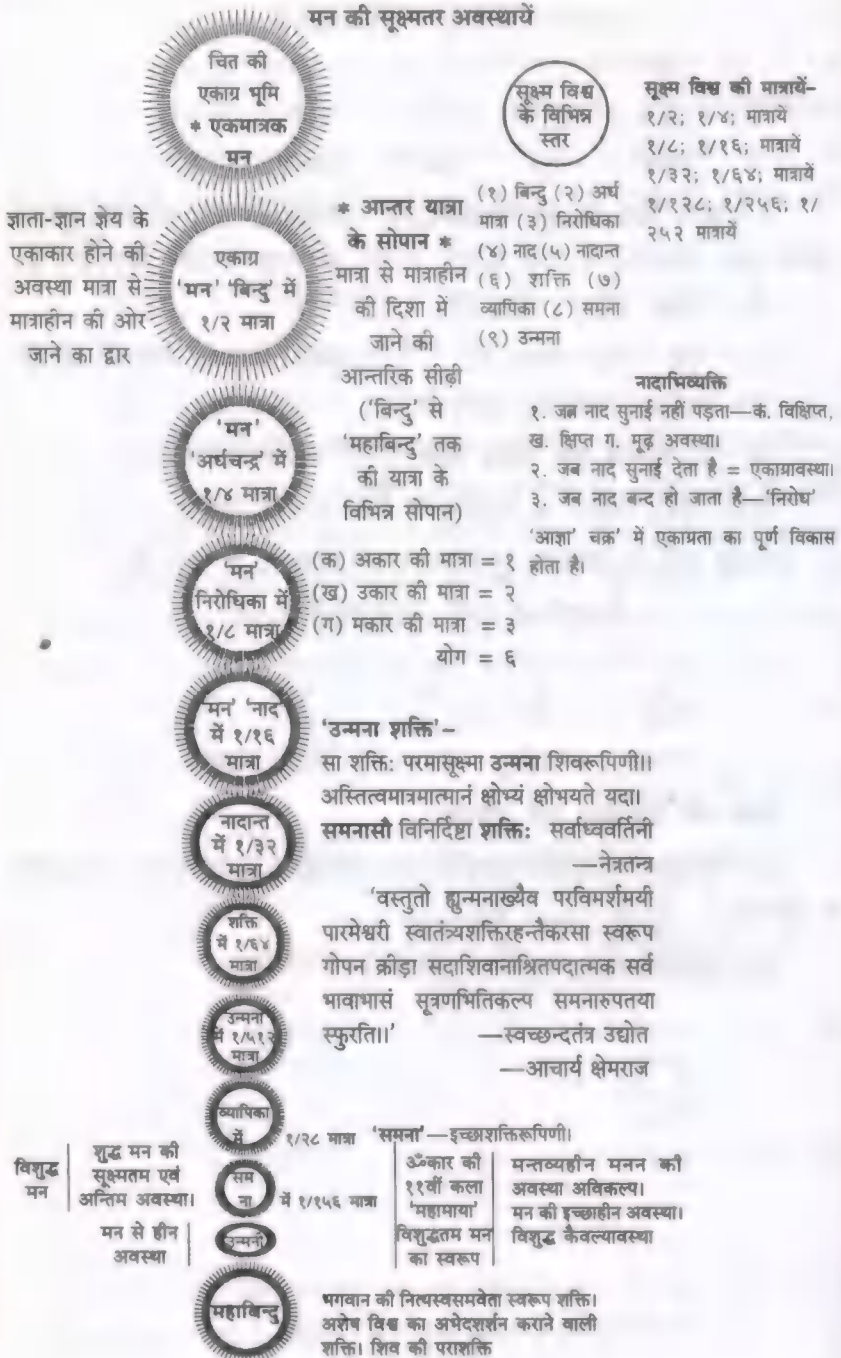 मन की सूक्ष्मतर अवस्थायें
चित की
एकाग्र भूमि
* एकमात्रक
मन
सूक्ष्म विश्व
के विभिन्न
स्तर
सूक्ष्म विश्व की मात्रायें–
१/२; १/४; मात्रायें
१/८; १/१६; मात्रायें
१/३२; १/६४; मात्रायें
१/१२८; १/२५६; १/
२५२ मात्रायें
ज्ञाता-ज्ञान ज्ञेय के
एकाकार होने की
अवस्था मात्रा से
मात्राहीन की ओर
जाने का द्वार
एकाग्र
'मन' 'बिन्दु' में
१/२ मात्रा
* आन्तर यात्रा
के सोपान *
मात्रा से मात्राहीन
की दिशा में
जाने की
आन्तरिक सीढ़ी
('बिन्दु' से
'महाबिन्दु' तक
की यात्रा के
विभिन्न सोपान)
(१) बिन्दु (२) अर्ध
मात्रा (३) निरोधिका
(४) नाद (५) नादान्त
(६) शक्ति (७)
व्यापिका (८) समना
(९) उन्मना
नादाभिव्यक्ति
१. जब नाद सुनाई नहीं पड़ता—क. विक्षिप्त,
ख. क्षिप्त ग. मूढ़ अवस्था।
२. जब नाद सुनाई देता है = एकाग्रावस्था।
३. जब नाद बन्द हो जाता है—'निरोध'
'आज्ञा' चक्र' में एकाग्रता का पूर्ण विकास
होता है।
'मन'
'अर्धचन्द्र' में
१/४ मात्रा
'मन'
निरोधिका में
१/८ मात्रा
(क) अकार की मात्रा = १
(ख) उकार की मात्रा = २
(ग) मकार की मात्रा = ३
योग = ६
'मन' 'नाद'
में १/१६
मात्रा
'उन्मना शक्ति'–
सा शक्ति: परमासूक्ष्मा उन्मना शिवरूपिणी।।
अस्तित्वमात्रमात्मानं क्षोभ्यं क्षोभयते यदा।
समनासौ विनिर्दिष्टा शक्ति: सर्वाध्ववर्तिनी
—नेत्रतन्त्र
नादान्त
में १/३२
मात्रा
'वस्तुतो ह्युन्मनाख्यैव परविमर्शमयी
पारमेश्वरी स्वातंत्र्यशक्तिरहन्तैकरसा स्वरूप
गोपन क्रीड़ा सदाशिवानाश्रितपदात्मक सर्व
भावाभासं सूत्रणभितिकल्प समनारुपतया
स्फुरति।।' —स्वच्छन्दतंत्र उद्योत
—आचार्य क्षेमराज
शक्ति
में १/६४
मात्रा
उन्मना
में १/५१२
मात्रा
व्यापिका
में १/२८ मात्रा
'समना'—इच्छाशक्तिरूपिणी।
विशुद्ध
मन
शुद्ध मन की
सूक्ष्मतम एवं
अन्तिम अवस्था।
सम
ना में १/१५६ मात्रा
ॐकार की
११वीं कला
'महामाया'
विशुद्धतम मन
का स्वरूप
मन्तव्यहीन मनन की
अवस्था अविकल्प।
मन की इच्छाहीन अवस्था।
विशुद्ध कैवल्यावस्था
मन से हीन
अवस्था
उन्मनी
महाबिन्दु
भगवान की नित्यस्वसमवेता स्वरूप शक्ति।
अशेष विश्व का अभेदशर्शन कराने वाली
शक्ति। शिव की पराशक्ति